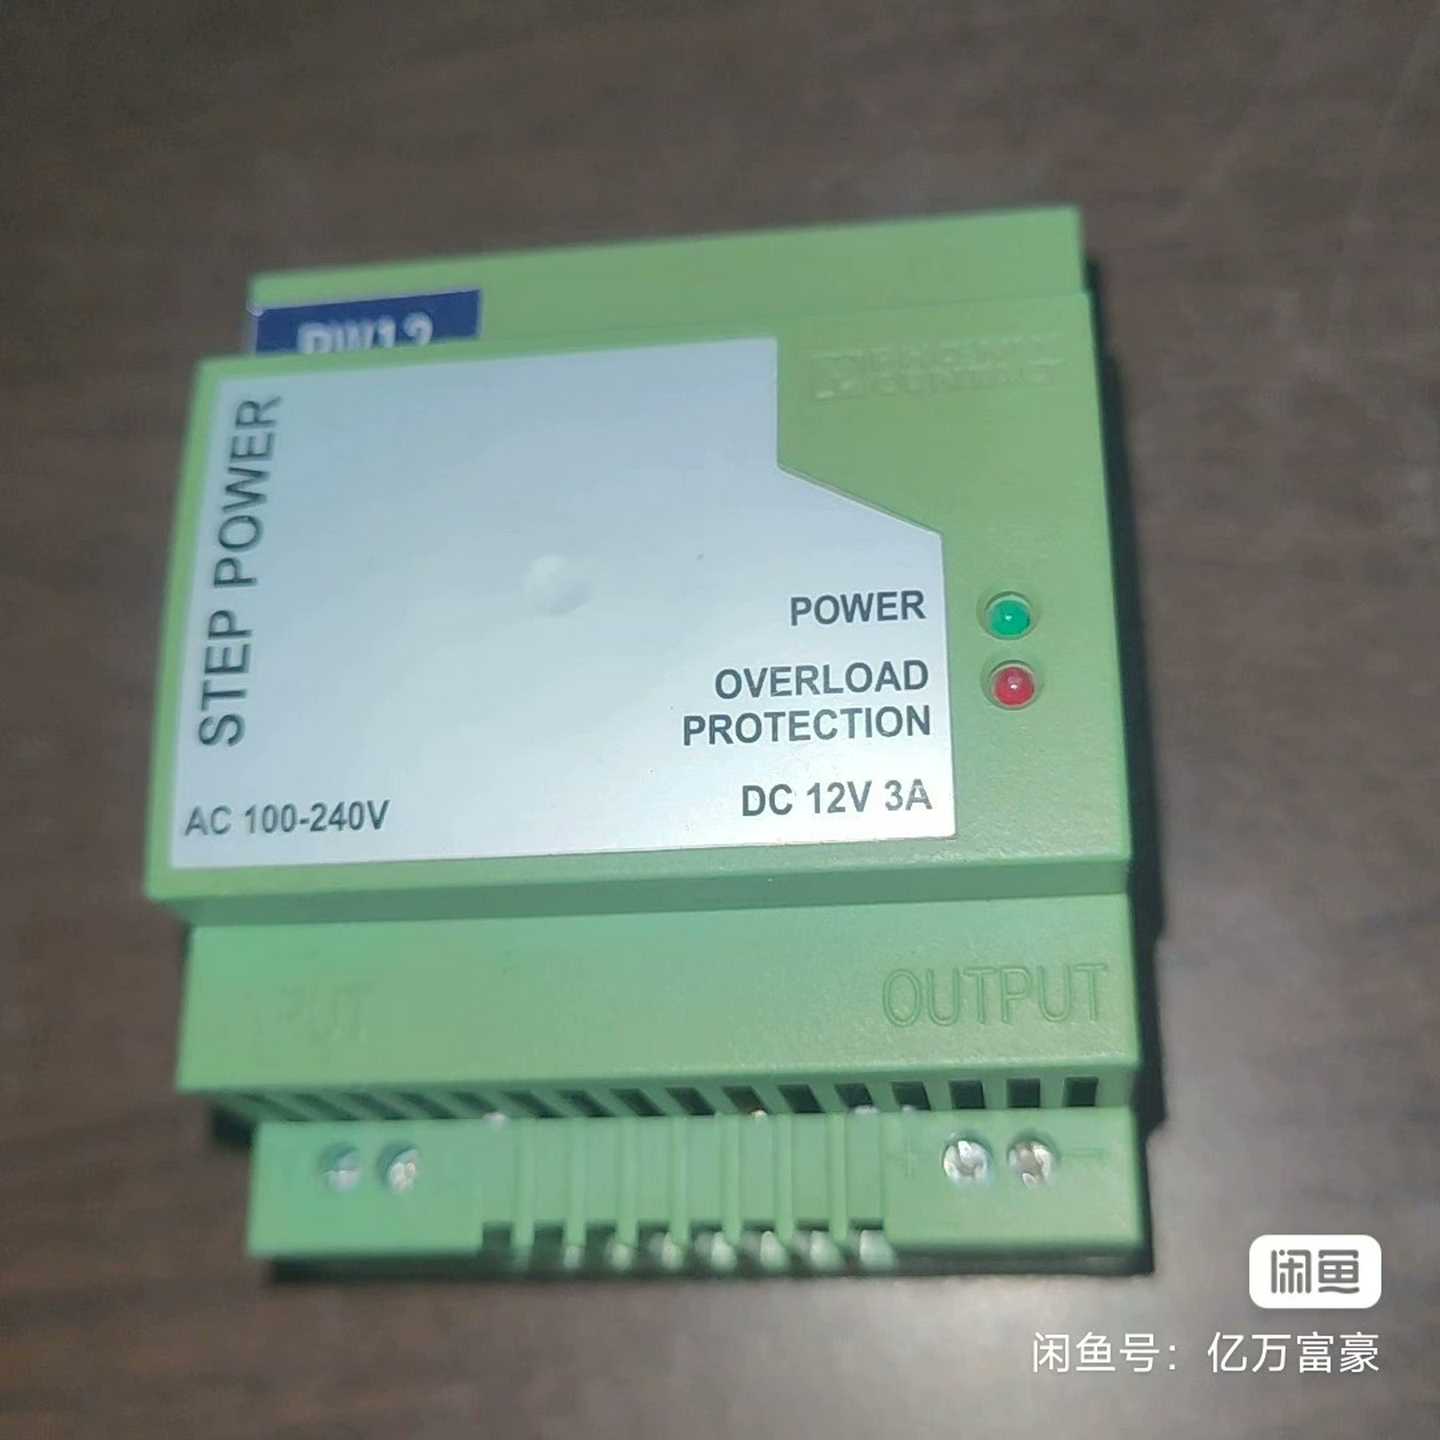 PW12
STEP POWER
POWER
OVERLOAD
PROTECTION
AC 100-240V
DC 12V 3A
OUTPUT
+ −
闲鱼
闲鱼号：亿万富豪